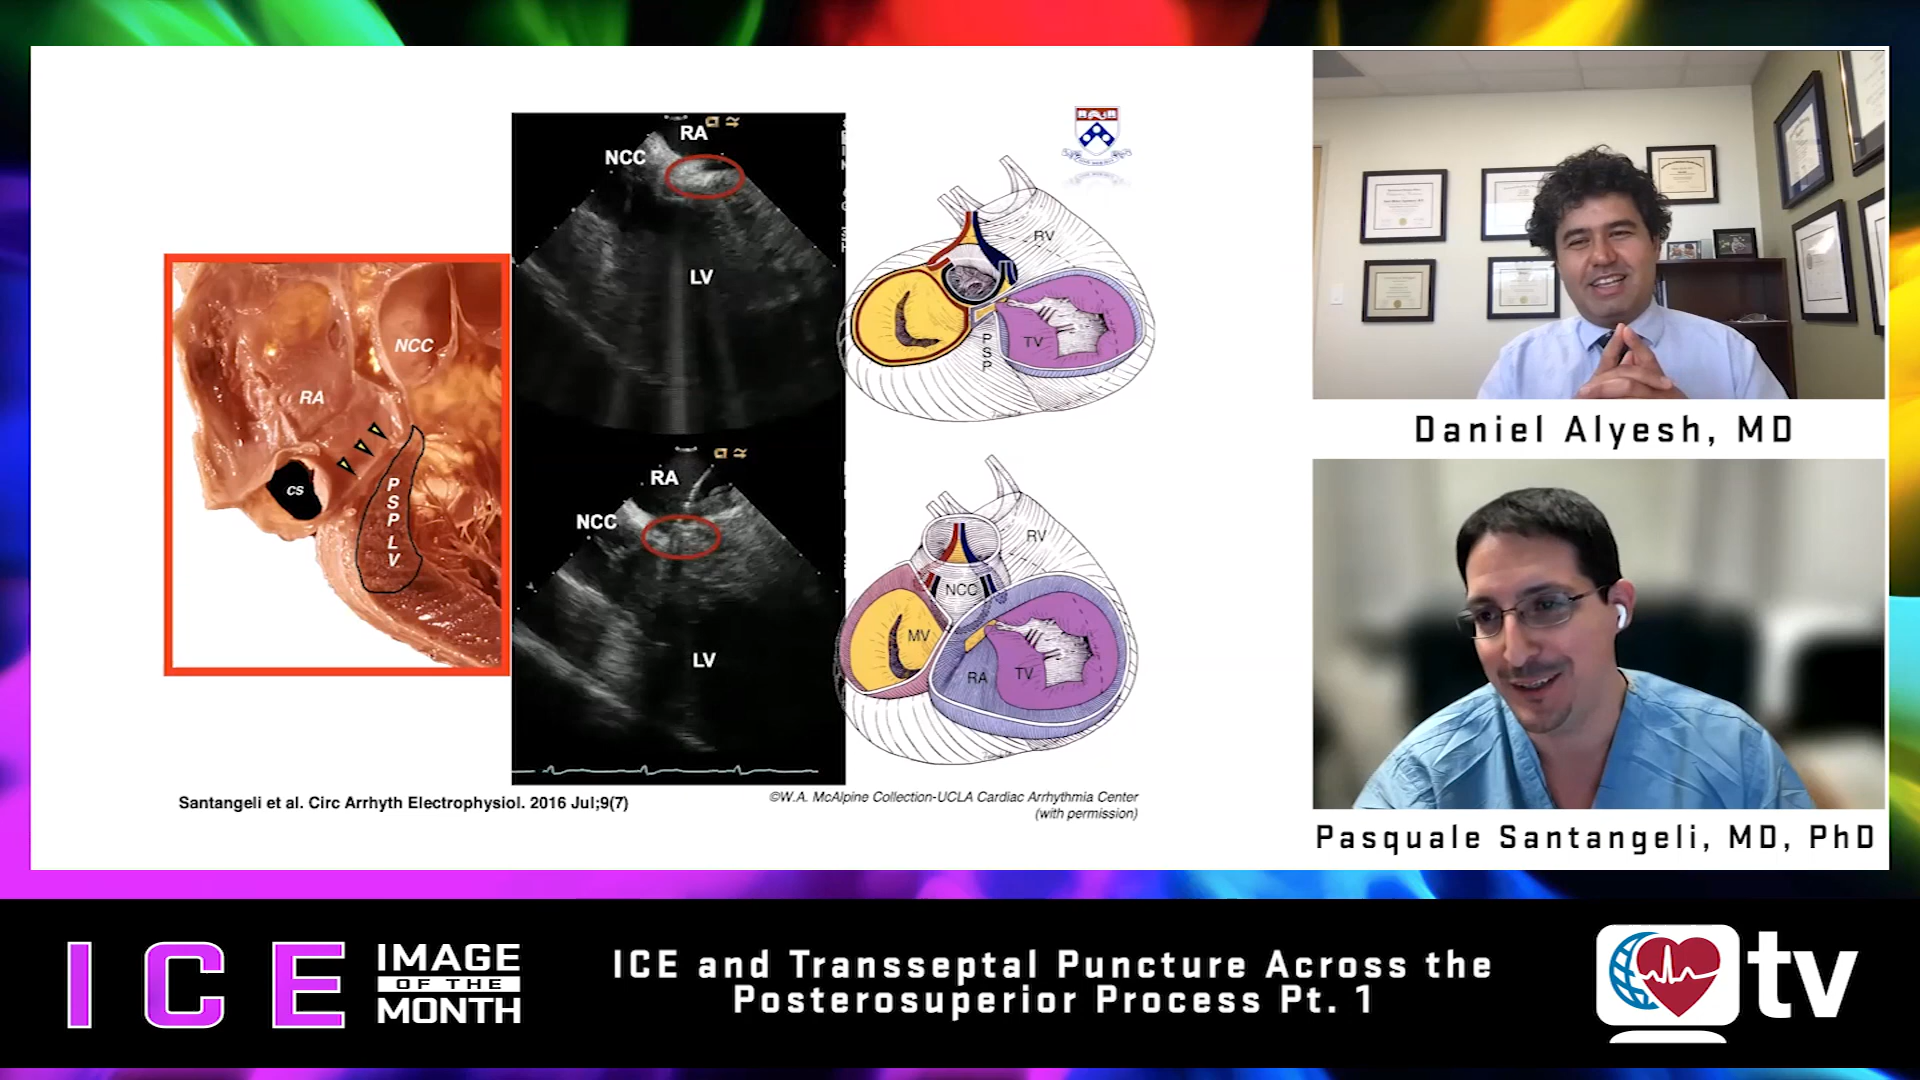 RA
NCC
LV
RV
PSP
TV
NCC
RA
CS
PSP LV
RA
NCC
LV
RV
NCC
MV
RA
TV
Santangeli et al. Circ Arrhyth Electrophysiol. 2016 Jul;9(7)
©W.A. McAlpine Collection-UCLA Cardiac Arrhythmia Center
(with permission)
Daniel Alyesh, MD
Pasquale Santangeli, MD, PhD
ICE
IMAGE
OF THE
MONTH
ICE and Transseptal Puncture Across the
Posterosuperior Process Pt. 1
tv